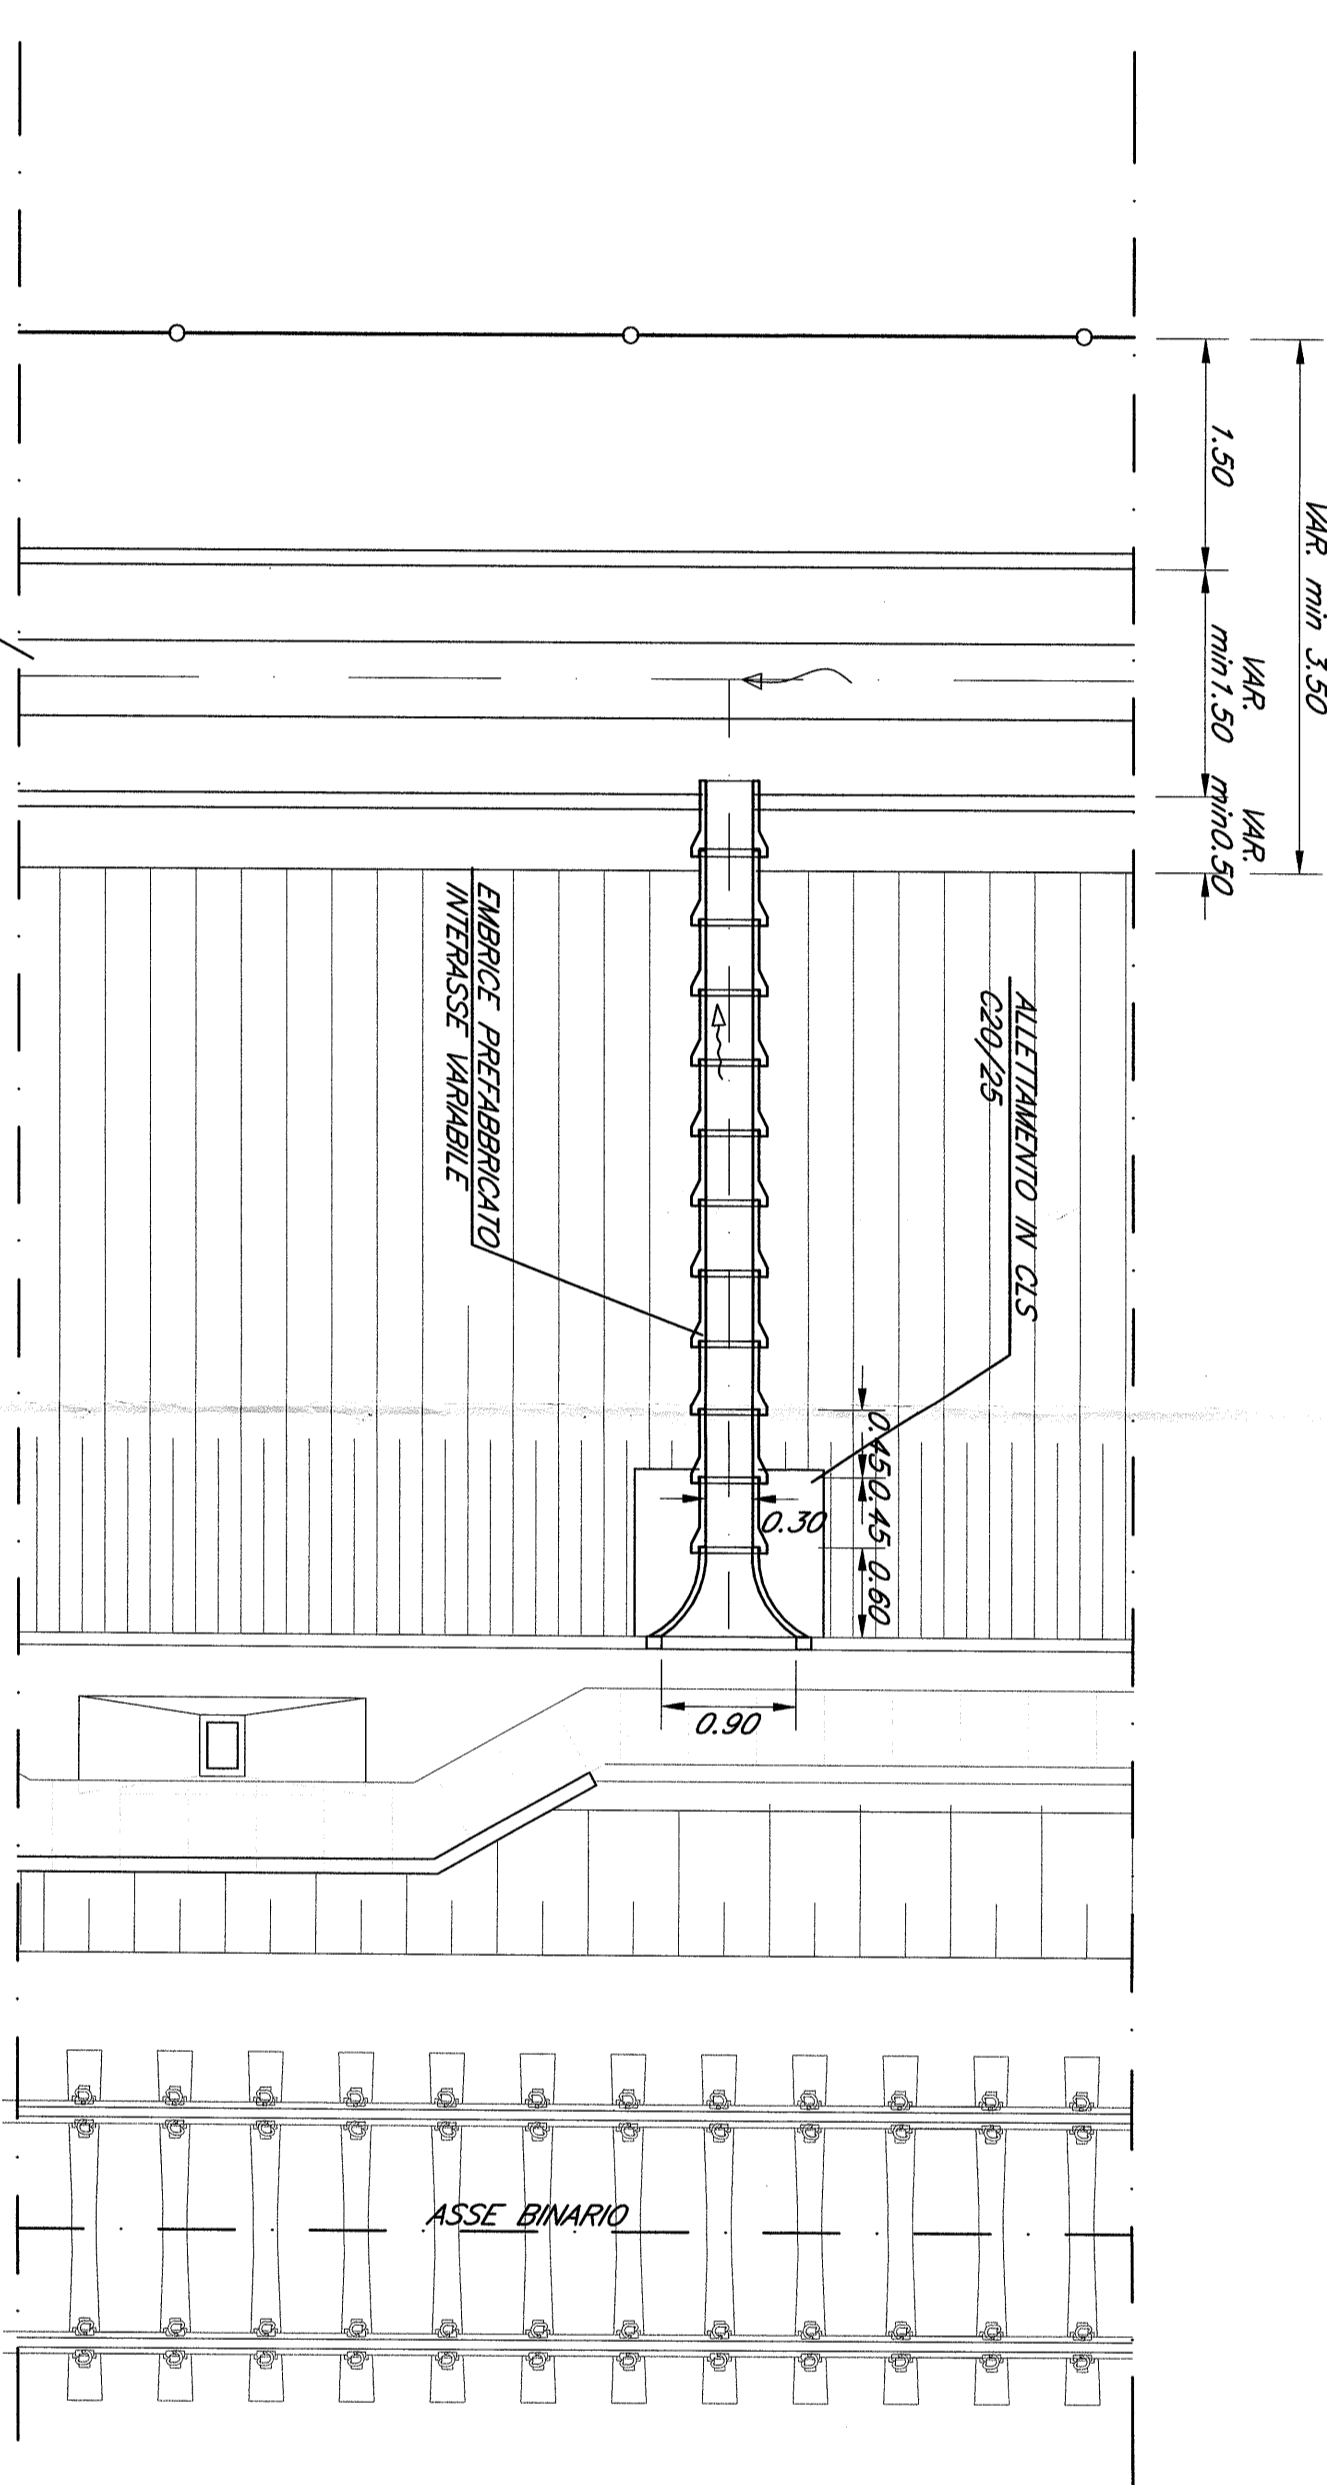 VAR. min 3.50
1.50
VAR.
min1.50
VAR.
min0.50
ALLETTAMENTO IN CLS
C20/25
EMBRICE PREFABBRICATO
INTERASSE VARIABILE
0.45
0.45
0.60
0.30
0.90
ASSE BINARIO